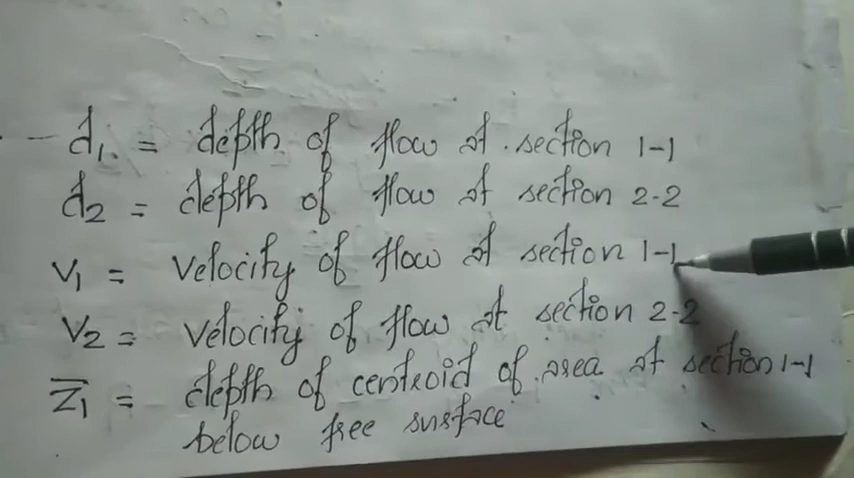 d₁ = depth of flow at section 1-1
d₂ = depth of flow at section 2-2
V₁ = Velocity of flow at section 1-1
V₂ = Velocity of flow at section 2-2
z̅₁ = depth of centroid of area at section 1-1
below free surface